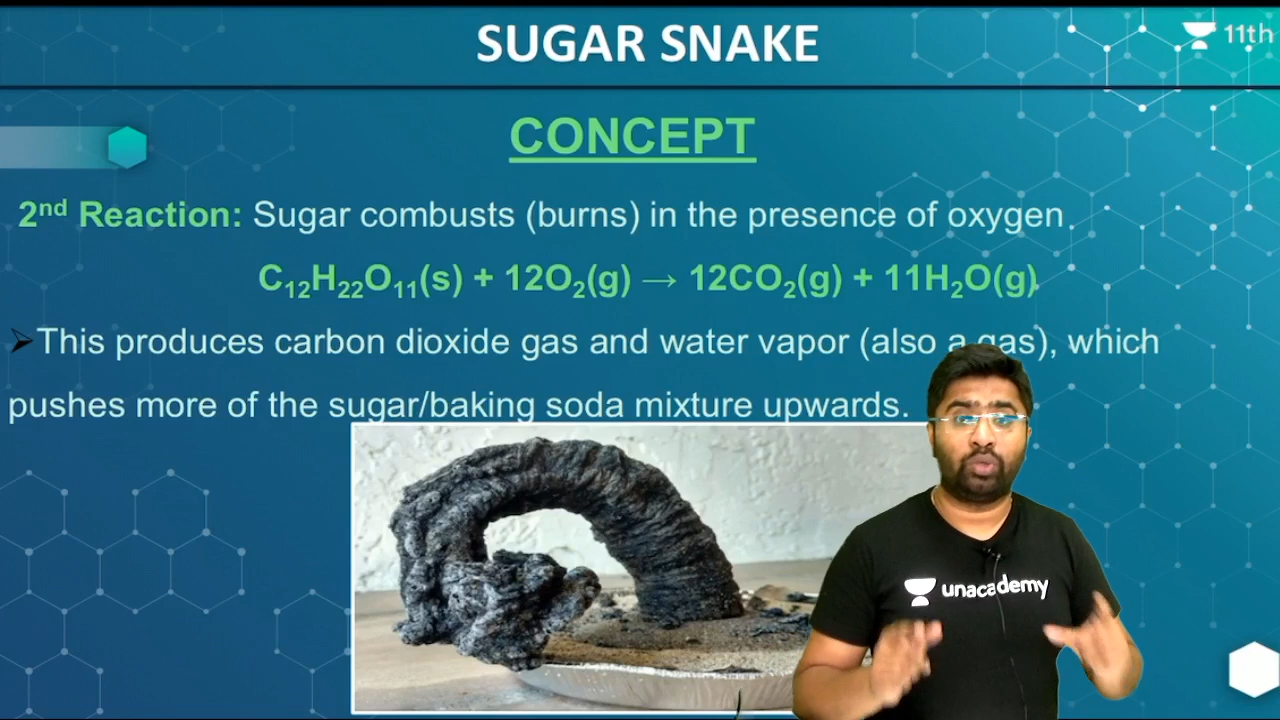 SUGAR SNAKE
11th
CONCEPT
2nd Reaction: Sugar combusts (burns) in the presence of oxygen.
C₁₂H₂₂O₁₁(s) + 12O₂(g) → 12CO₂(g) + 11H₂O(g)
➢This produces carbon dioxide gas and water vapor (also a gas), which
pushes more of the sugar/baking soda mixture upwards.
unacademy